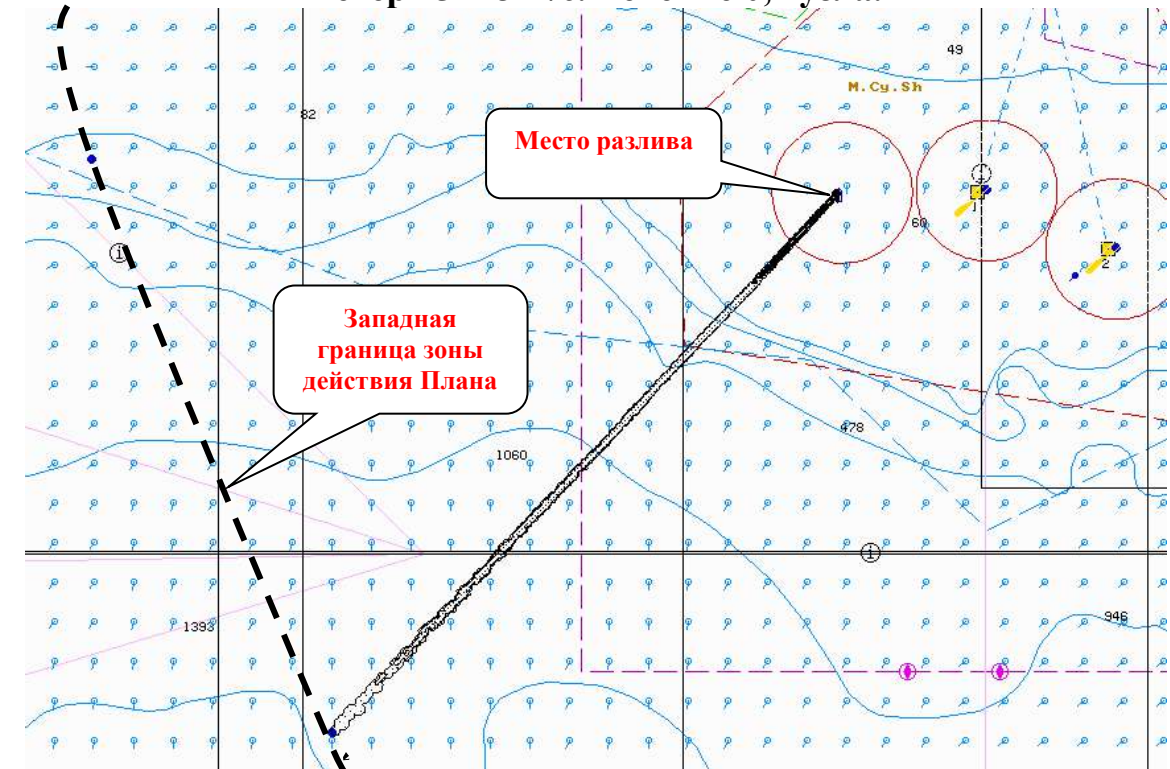 49
M.Cy.Sh
82
Место разлива
1
60
2
Западная
граница зоны
действия Плана
478
1060
1393
946